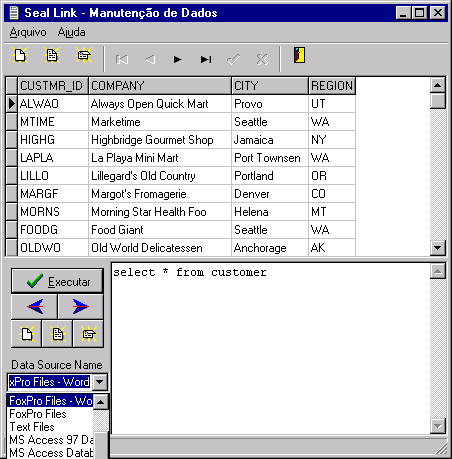 Seal Link - Manutenção de Dados
Arquivo Ajuda
CUSTMR_ID COMPANY CITY REGION
ALWAO Always Open Quick Mart Provo UT
MTIME Marketime Seattle WA
HIGHG Highbridge Gourmet Shop Jamaica NY
LAPLA La Playa Mini Mart Port Townsen WA
LILLO Lillegard's Old Country Portland OR
MARGF Margot's Fromagerie Denver CO
MORNS Morning Star Health Foo Helena MT
FOODG Food Giant Seattle WA
OLDWO Old World Delicatessen Anchorage AK
Executar
select * from customer
Data Source Name
xPro Files - Word
FoxPro Files - Wo
FoxPro Files
Text Files
MS Access 97 Da
MS Access Datab